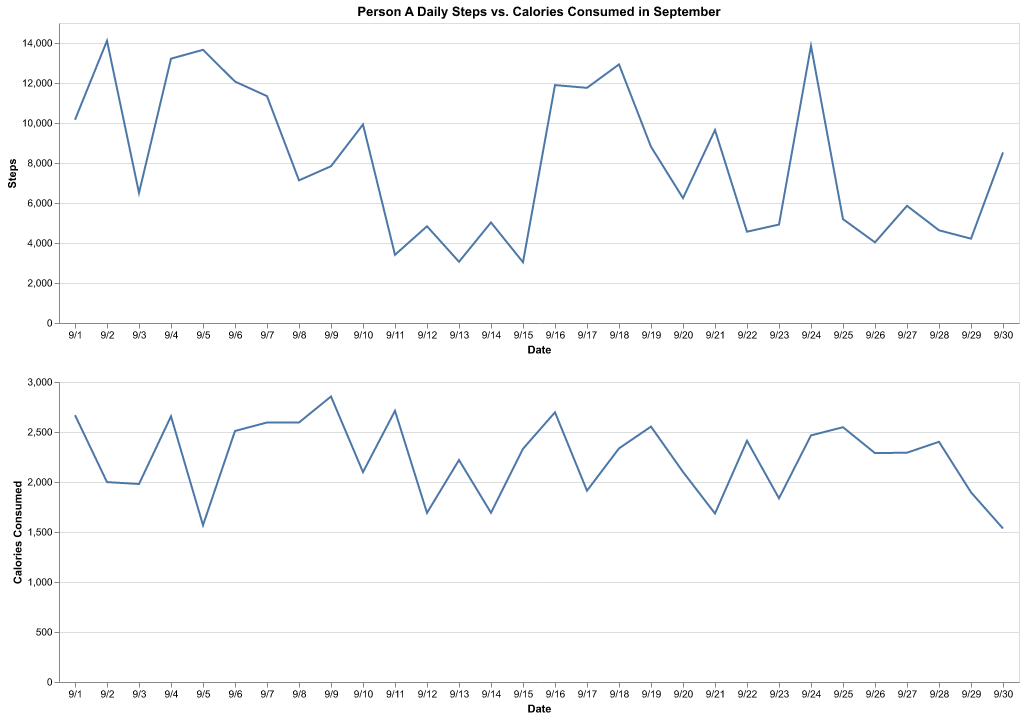 Person A Daily Steps vs. Calories Consumed in September
14,000
12,000
10,000
8,000
6,000
4,000
2,000
0
Steps
9/1 9/2 9/3 9/4 9/5 9/6 9/7 9/8 9/9 9/10 9/11 9/12 9/13 9/14 9/15 9/16 9/17 9/18 9/19 9/20 9/21 9/22 9/23 9/24 9/25 9/26 9/27 9/28 9/29 9/30
Date
3,000
2,500
2,000
1,500
1,000
500
0
Calories Consumed
9/1 9/2 9/3 9/4 9/5 9/6 9/7 9/8 9/9 9/10 9/11 9/12 9/13 9/14 9/15 9/16 9/17 9/18 9/19 9/20 9/21 9/22 9/23 9/24 9/25 9/26 9/27 9/28 9/29 9/30
Date